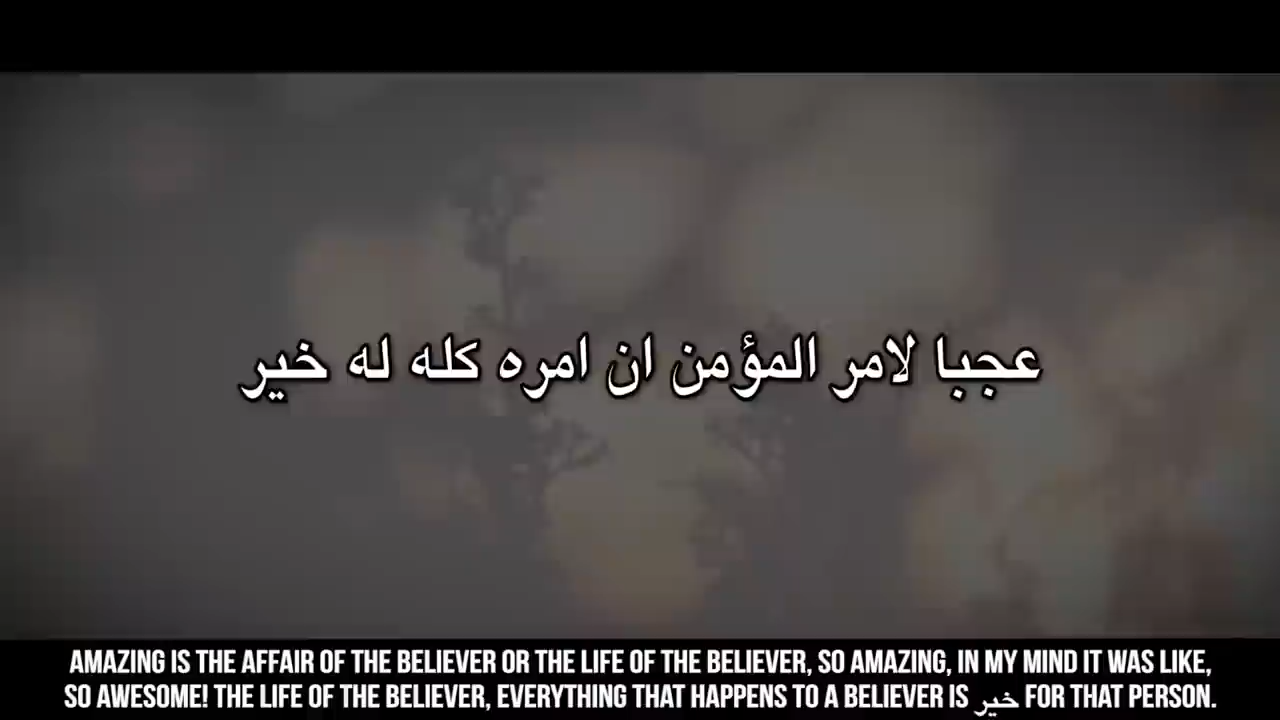 عجبا لامر المؤمن ان امره كله له خير
AMAZING IS THE AFFAIR OF THE BELIEVER OR THE LIFE OF THE BELIEVER, SO AMAZING, IN MY MIND IT WAS LIKE,
SO AWESOME! THE LIFE OF THE BELIEVER, EVERYTHING THAT HAPPENS TO A BELIEVER IS خير FOR THAT PERSON.